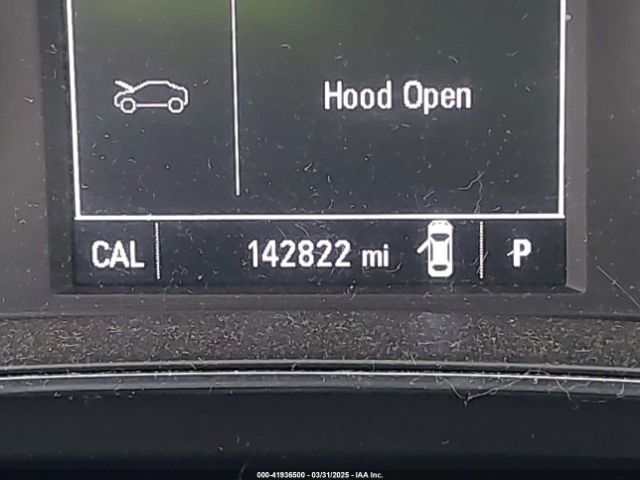 Hood Open
CAL 142822 mi P
000-41936500 - 03/31/2025 - IAA Inc.